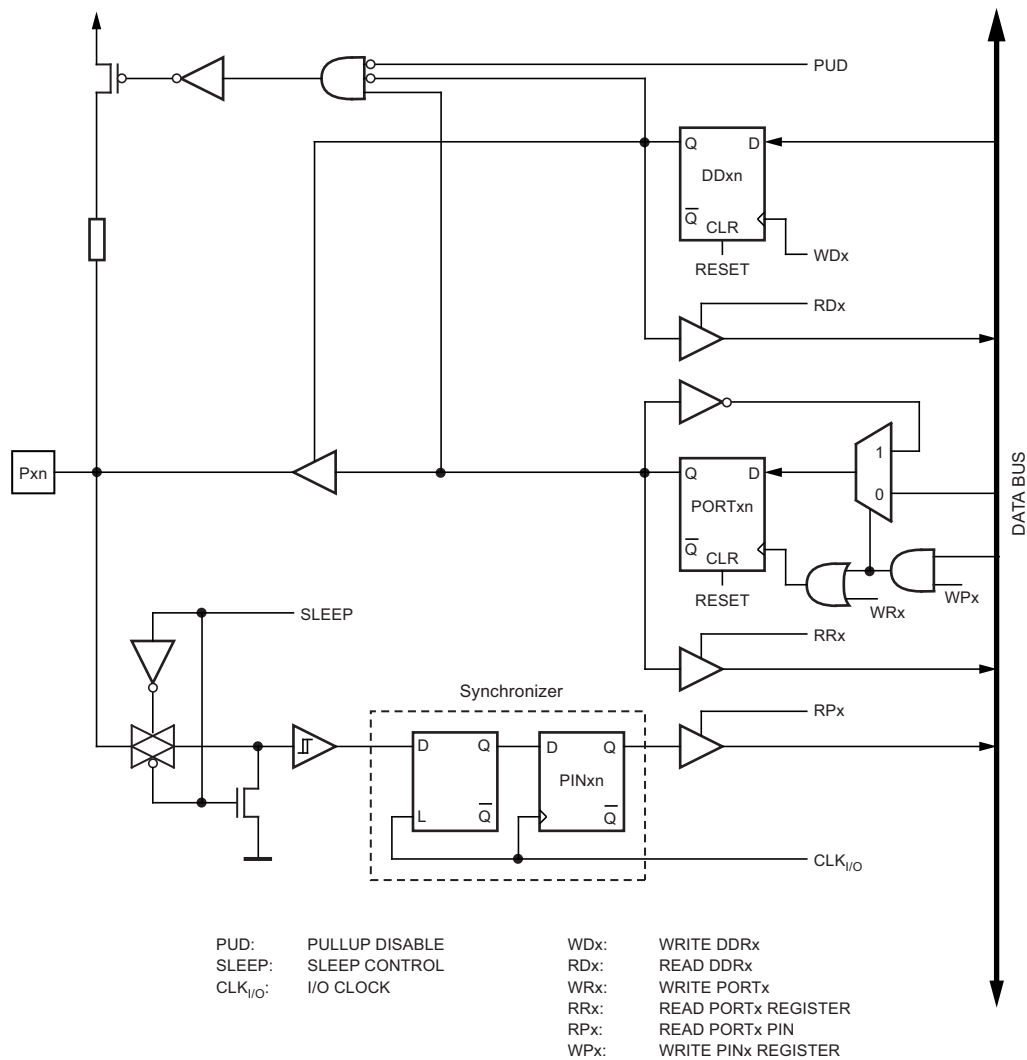 PUD
Q D
DDxn
Q
CLR
RESET
WDx
RDx
Pxn
1
0
Q D
PORTxn
Q
CLR
RESET
WRx
WPx
DATA BUS
SLEEP
RRx
Synchronizer
RPx
D Q
D Q
PINxn
L Q
Q
CLKI/O
PUD: PULLUP DISABLE
SLEEP: SLEEP CONTROL
CLKI/O: I/O CLOCK
WDx: WRITE DDRx
RDx: READ DDRx
WRx: WRITE PORTx
RRx: READ PORTx REGISTER
RPx: READ PORTx PIN
WPx: WRITE PINx REGISTER